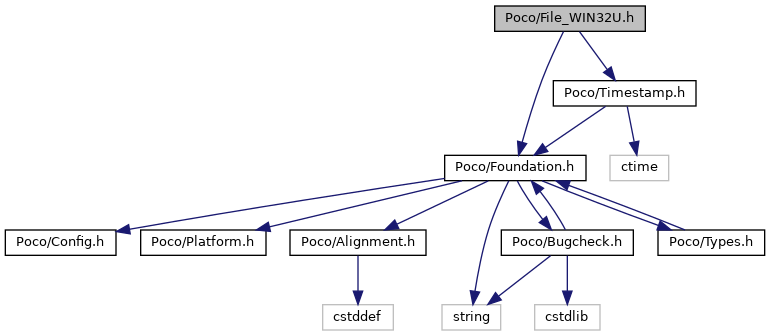 Poco/File_WIN32U.h
Poco/Timestamp.h
Poco/Foundation.h
ctime
Poco/Config.h
Poco/Platform.h
Poco/Alignment.h
Poco/Bugcheck.h
Poco/Types.h
cstddef
string
cstdlib